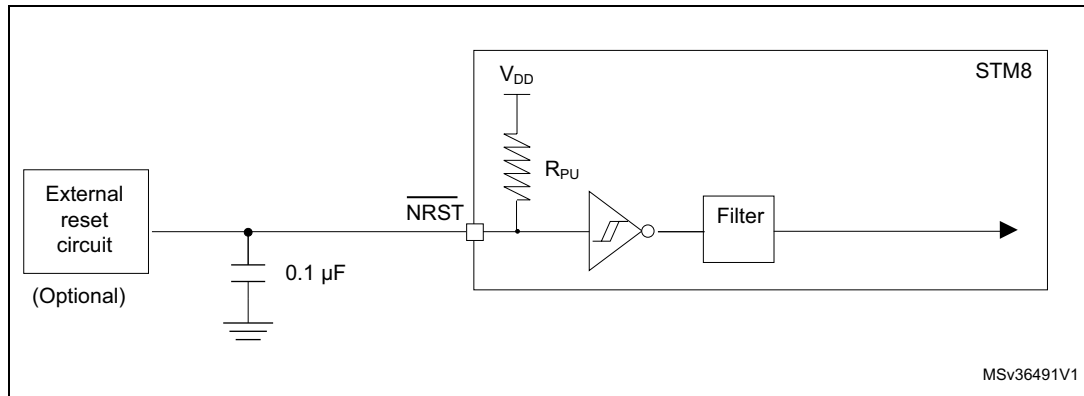 STM8
VDD
RPU
External
reset
circuit
(Optional)
NRST
Filter
0.1 µF
MSv36491V1